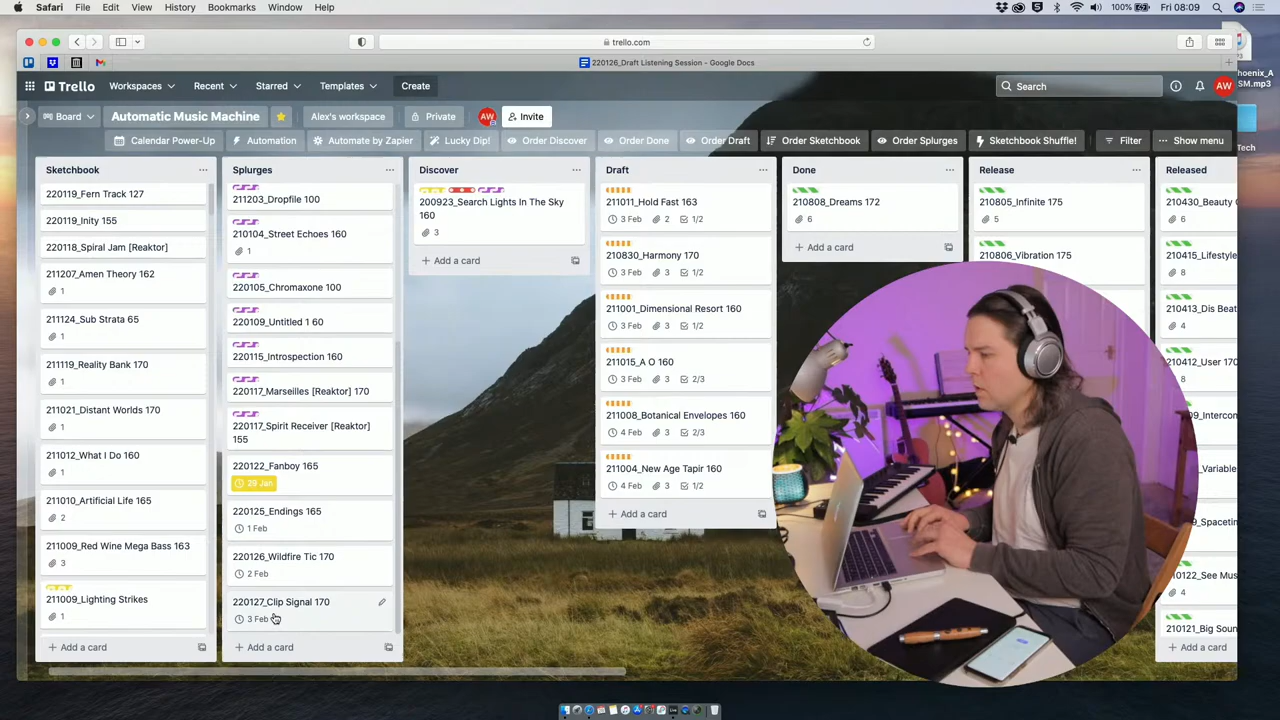 Safari File Edit View History Bookmarks Window Help 100% Fri 08:09
trello.com
220126_Draft Listening Session - Google Docs
Trello Workspaces Recent Starred Templates Create Search AW
Board Automatic Music Machine Alex's workspace Private AW Invite
Calendar Power-Up Automation Automate by Zapier Lucky Dip! Order Discover Order Done Order Draft Order Sketchbook Order Splurges Sketchbook Shuffle! Filter Show menu
Sketchbook
220119_Fern Track 127
220119_Inity 155
220118_Spiral Jam [Reaktor]
211207_Amen Theory 162
1
211124_Sub Strata 65
1
211119_Reality Bank 170
1
211021_Distant Worlds 170
1
211012_What I Do 160
1
211010_Artificial Life 165
2
211009_Red Wine Mega Bass 163
3
211009_Lighting Strikes
1
+ Add a card
Splurges
211203_Dropfile 100
210104_Street Echoes 160
1
220105_Chromaxone 100
220109_Untitled 1 60
220115_Introspection 160
220117_Marseilles [Reaktor] 170
220117_Spirit Receiver [Reaktor]
155
220122_Fanboy 165
29 Jan
220125_Endings 165
1 Feb
220126_Wildfire Tic 170
2 Feb
220127_Clip Signal 170
3 Feb
+ Add a card
Discover
200923_Search Lights In The Sky
160
3
+ Add a card
Draft
211011_Hold Fast 163
3 Feb 2 1/2
210830_Harmony 170
3 Feb 3 1/2
211001_Dimensional Resort 160
3 Feb 3 1/2
211015_A O 160
3 Feb 3 2/3
211008_Botanical Envelopes 160
4 Feb 3 2/3
211004_New Age Tapir 160
4 Feb 3 1/2
+ Add a card
Done
210808_Dreams 172
6
+ Add a card
Release
210805_Infinite 175
5
210806_Vibration 175
Released
210430_Beauty
6
210415_Lifestyle
8
210413_Dis Beat
4
210412_User 170
8
Intercom
Variable
Spacetim
0122_See Mus
210121_Big Soun
+ Add a card
hoenix_A
SM.mp3
Tech